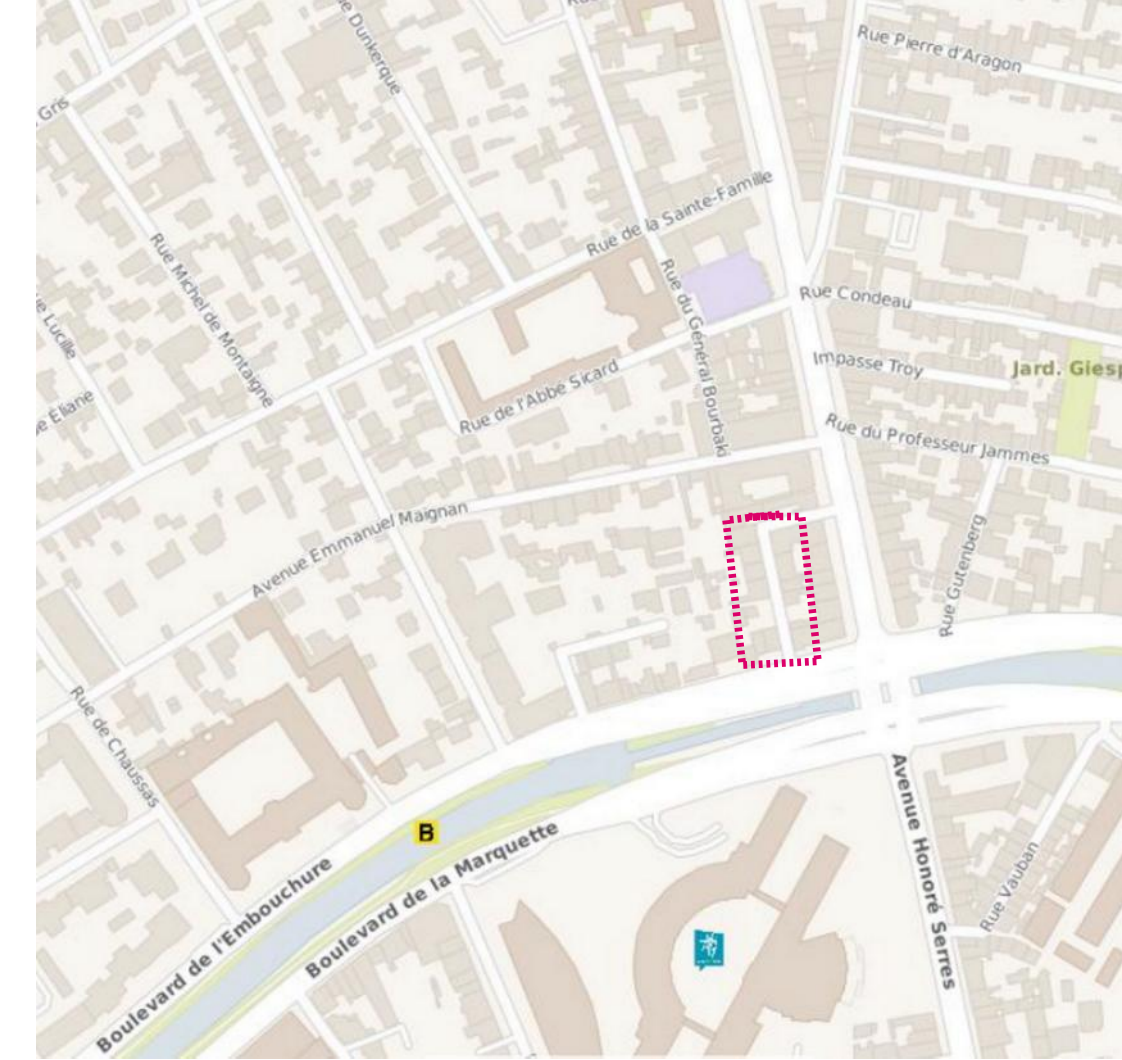 Rue Pierre d'Aragon
Dunkerque
Gris
Rue de la Sainte-Famille
Rue Michel de Montaigne
Rue du Général Bourbaki
Rue Condeau
Lucille
Impasse Troy
Jard. Giesp
Rue de l'Abbé Sicard
Éliane
Rue du Professeur Jammes
Avenue Emmanuel Maignan
Rue Gutenberg
Rue de Chaussas
B
Boulevard de l'Embouchure
Boulevard de la Marquette
Avenue Honoré Serres
Rue Vauban